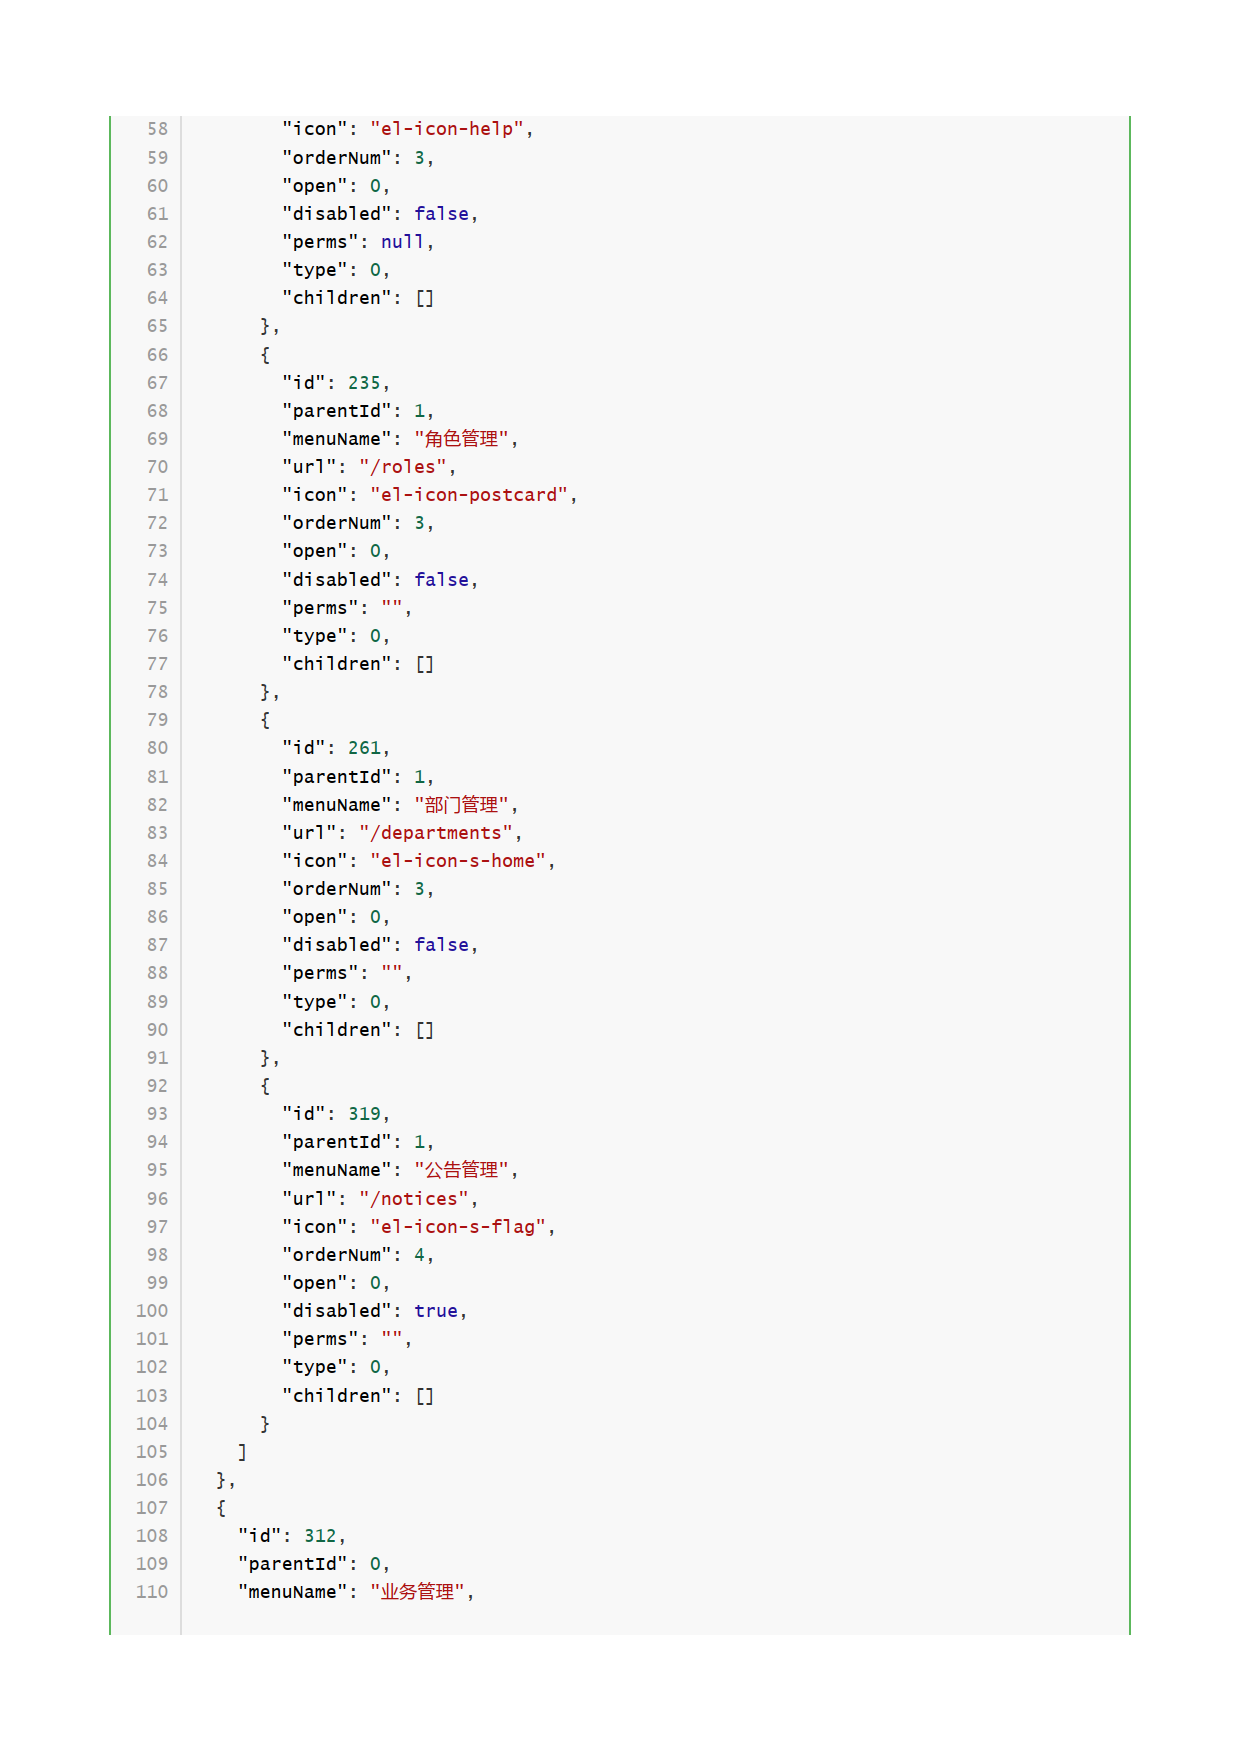 58 "icon": "el-icon-help",
59 "orderNum": 3,
60 "open": 0,
61 "disabled": false,
62 "perms": null,
63 "type": 0,
64 "children": []
65 },
66 {
67 "id": 235,
68 "parentId": 1,
69 "menuName": "角色管理",
70 "url": "/roles",
71 "icon": "el-icon-postcard",
72 "orderNum": 3,
73 "open": 0,
74 "disabled": false,
75 "perms": "",
76 "type": 0,
77 "children": []
78 },
79 {
80 "id": 261,
81 "parentId": 1,
82 "menuName": "部门管理",
83 "url": "/departments",
84 "icon": "el-icon-s-home",
85 "orderNum": 3,
86 "open": 0,
87 "disabled": false,
88 "perms": "",
89 "type": 0,
90 "children": []
91 },
92 {
93 "id": 319,
94 "parentId": 1,
95 "menuName": "公告管理",
96 "url": "/notices",
97 "icon": "el-icon-s-flag",
98 "orderNum": 4,
99 "open": 0,
100 "disabled": true,
101 "perms": "",
102 "type": 0,
103 "children": []
104 }
105 ]
106 },
107 {
108 "id": 312,
109 "parentId": 0,
110 "menuName": "业务管理",